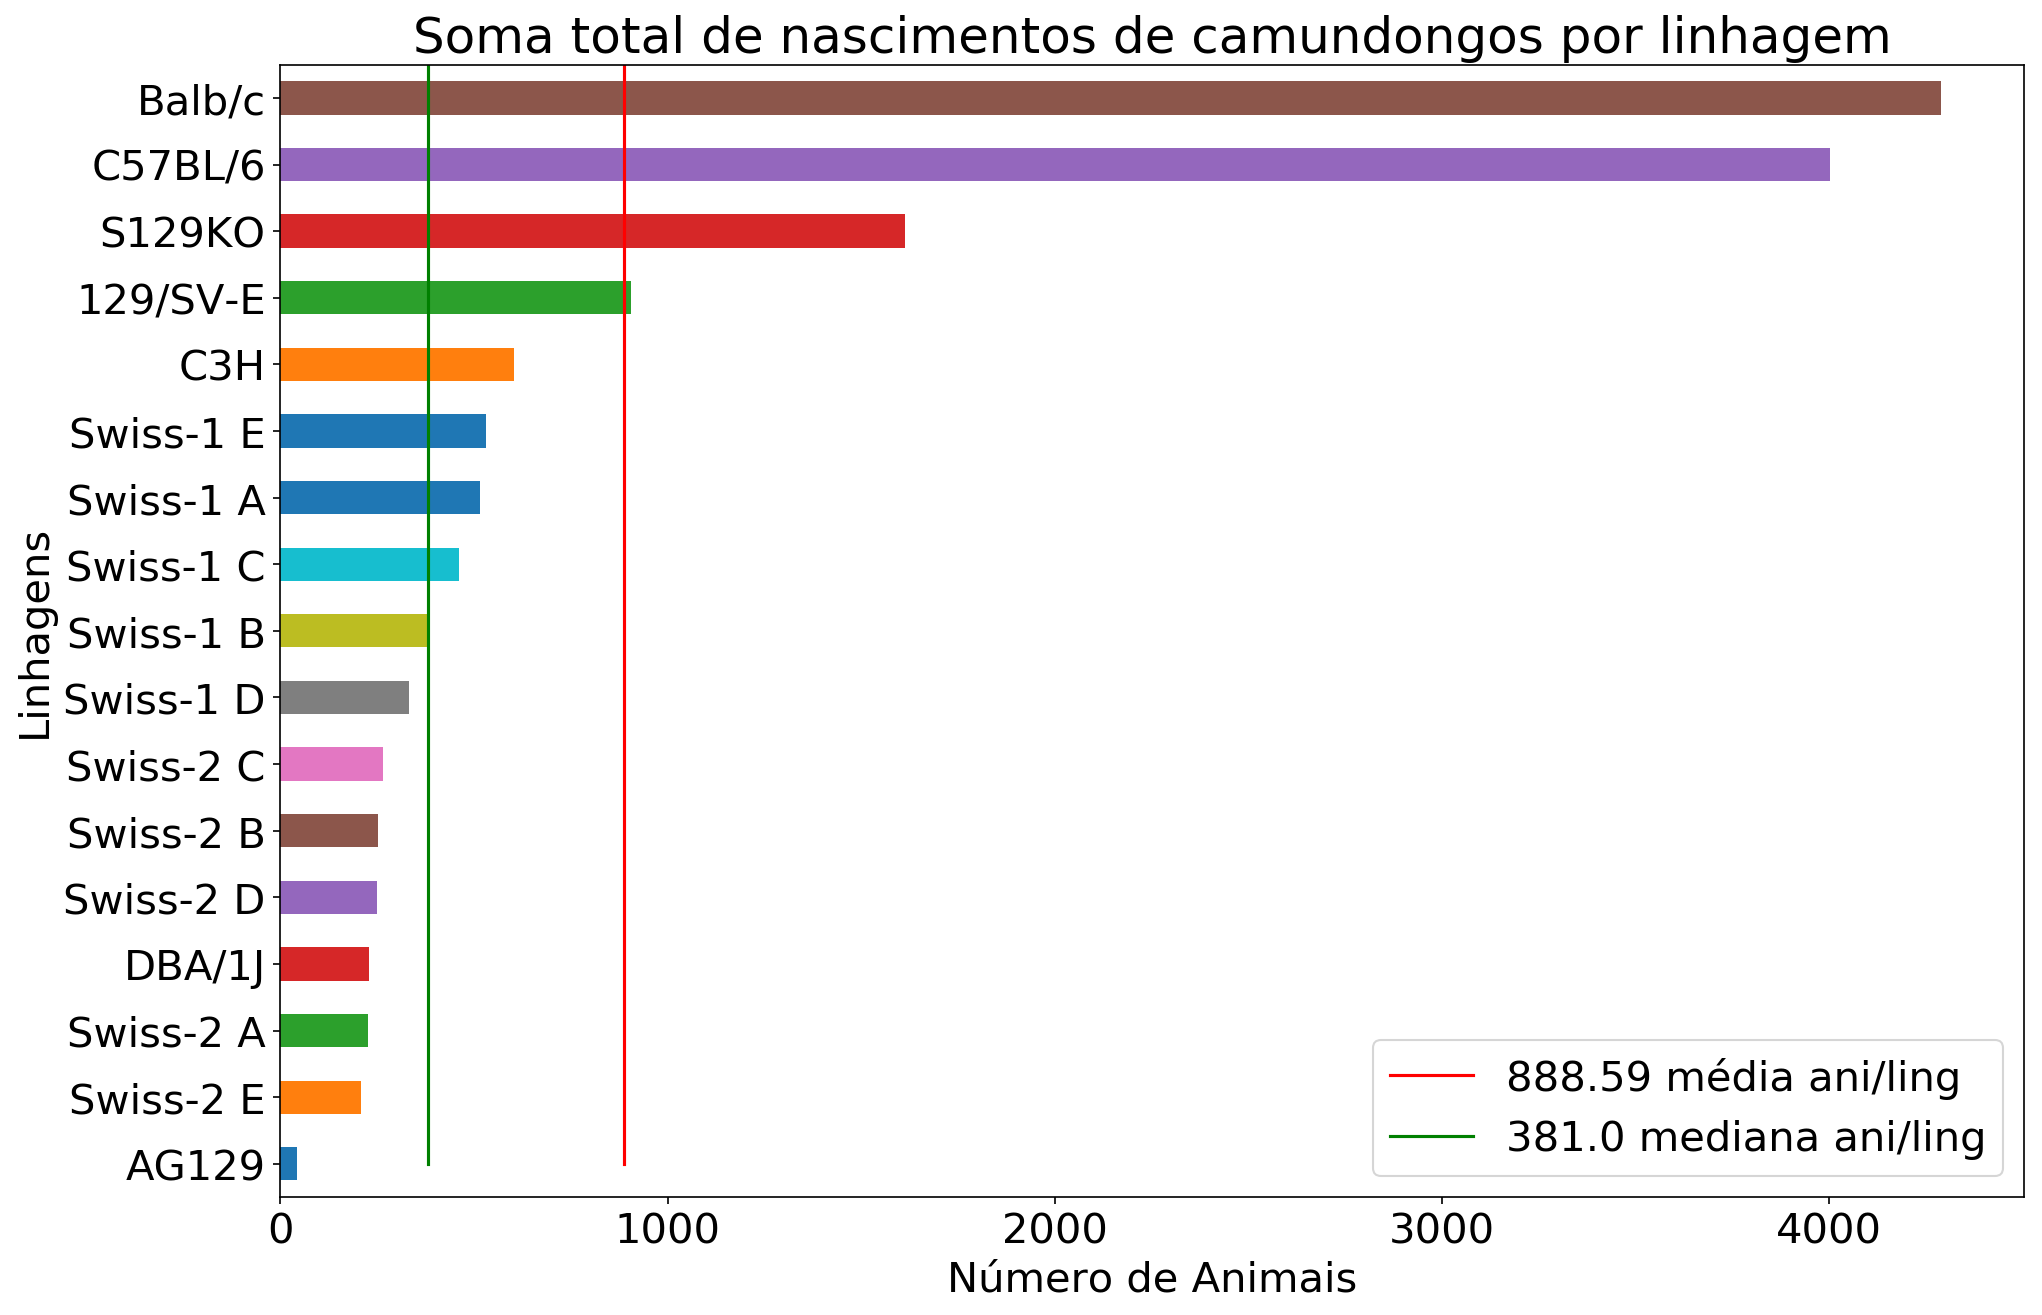 Soma total de nascimentos de camundongos por linhagem
Balb/c
C57BL/6
S129KO
129/SV-E
C3H
Swiss-1 E
Swiss-1 A
Swiss-1 C
Swiss-1 B
Swiss-1 D
Swiss-2 C
Swiss-2 B
Swiss-2 D
DBA/1J
Swiss-2 A
Swiss-2 E
AG129
Linhagens
888.59 média ani/ling
381.0 mediana ani/ling
0 1000 2000 3000 4000
Número de Animais